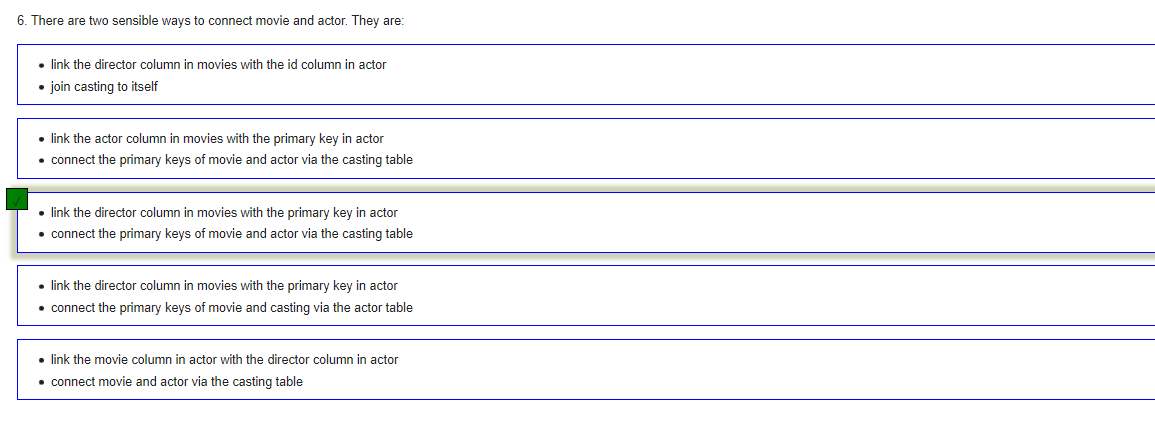 6. There are two sensible ways to connect movie and actor. They are:
• link the director column in movies with the id column in actor
• join casting to itself
• link the actor column in movies with the primary key in actor
• connect the primary keys of movie and actor via the casting table
• link the director column in movies with the primary key in actor
• connect the primary keys of movie and actor via the casting table
• link the director column in movies with the primary key in actor
• connect the primary keys of movie and casting via the actor table
• link the movie column in actor with the director column in actor
• connect movie and actor via the casting table